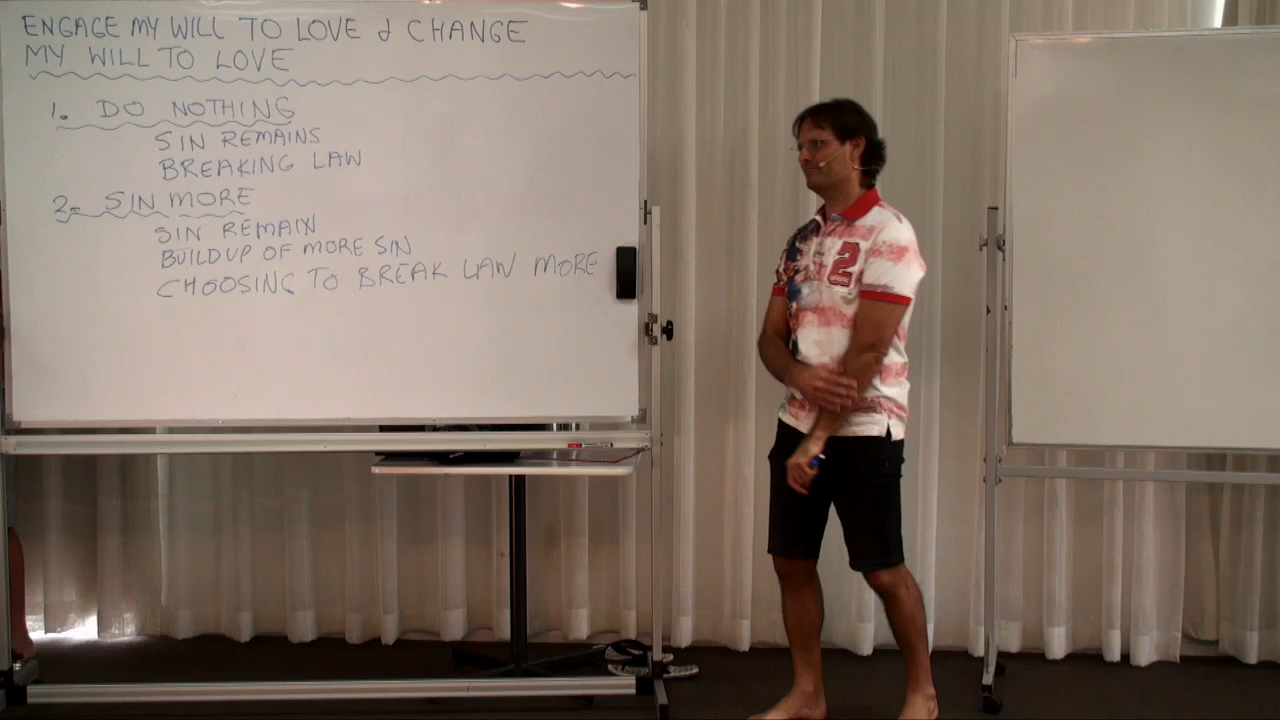 ENGAGE MY WILL TO LOVE & CHANGE
MY WILL TO LOVE
1. DO NOTHING
SIN REMAINS
BREAKING LAW
2. SIN MORE
SIN REMAIN
BUILDUP OF MORE SIN
CHOOSING TO BREAK LAW MORE
2